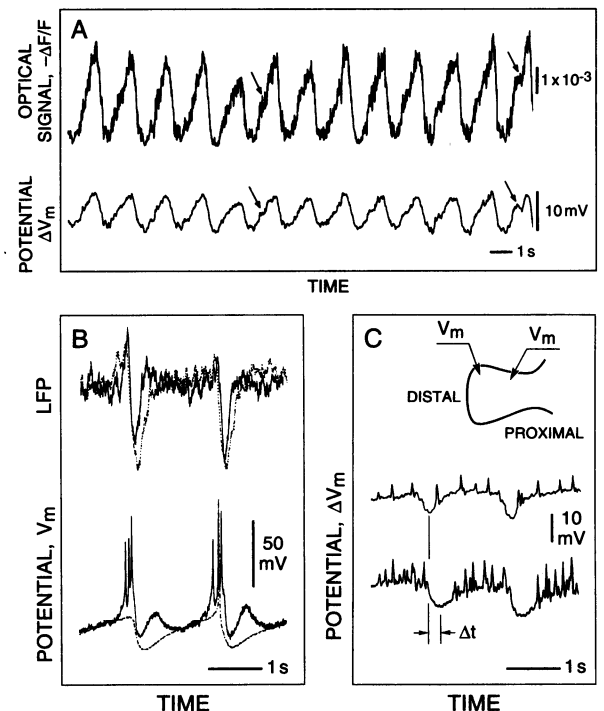 A
OPTICAL
SIGNAL, −ΔF/F
1 x 10-3
POTENTIAL
ΔVm
10 mV
1 s
TIME
B
LFP
POTENTIAL, Vm
50
mV
1 s
TIME
C
Vm
Vm
DISTAL
PROXIMAL
POTENTIAL, ΔVm
10
mV
Δt
1 s
TIME